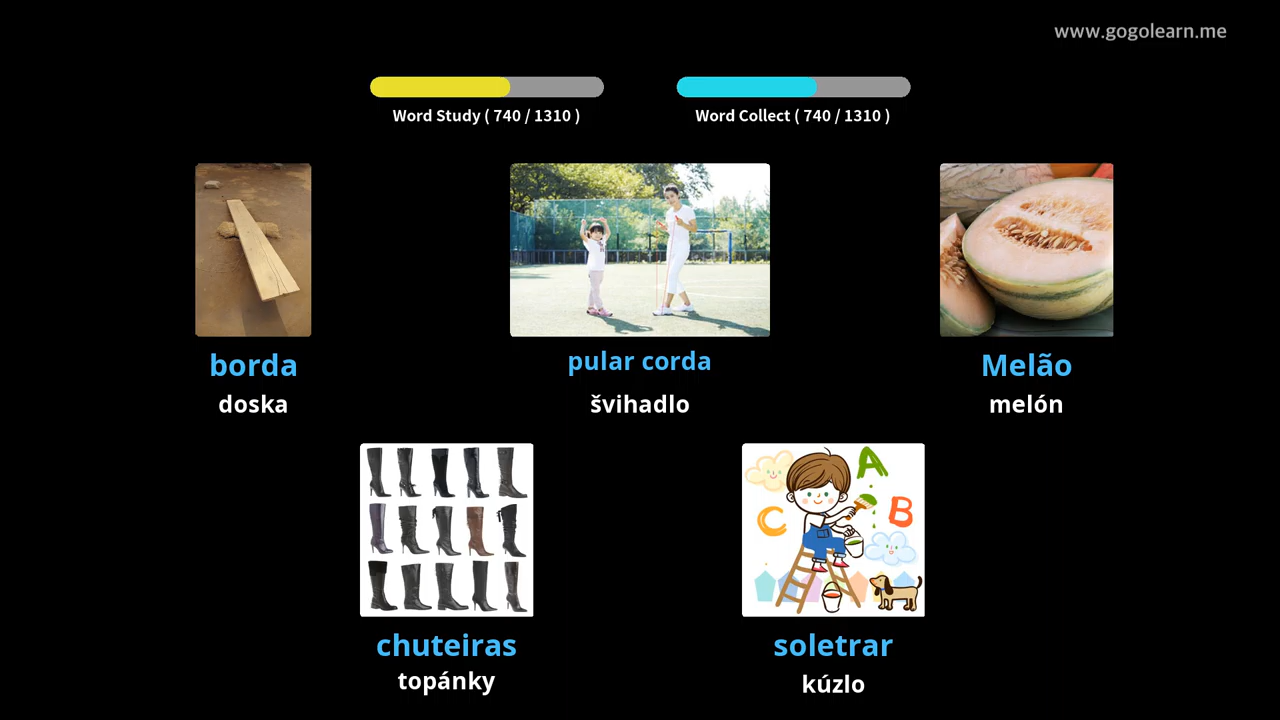 www.gogolearn.me
Word Study ( 740 / 1310 )
Word Collect ( 740 / 1310 )
borda
doska
pular corda
švihadlo
Melão
melón
chuteiras
topánky
A
B
C
soletrar
kúzlo